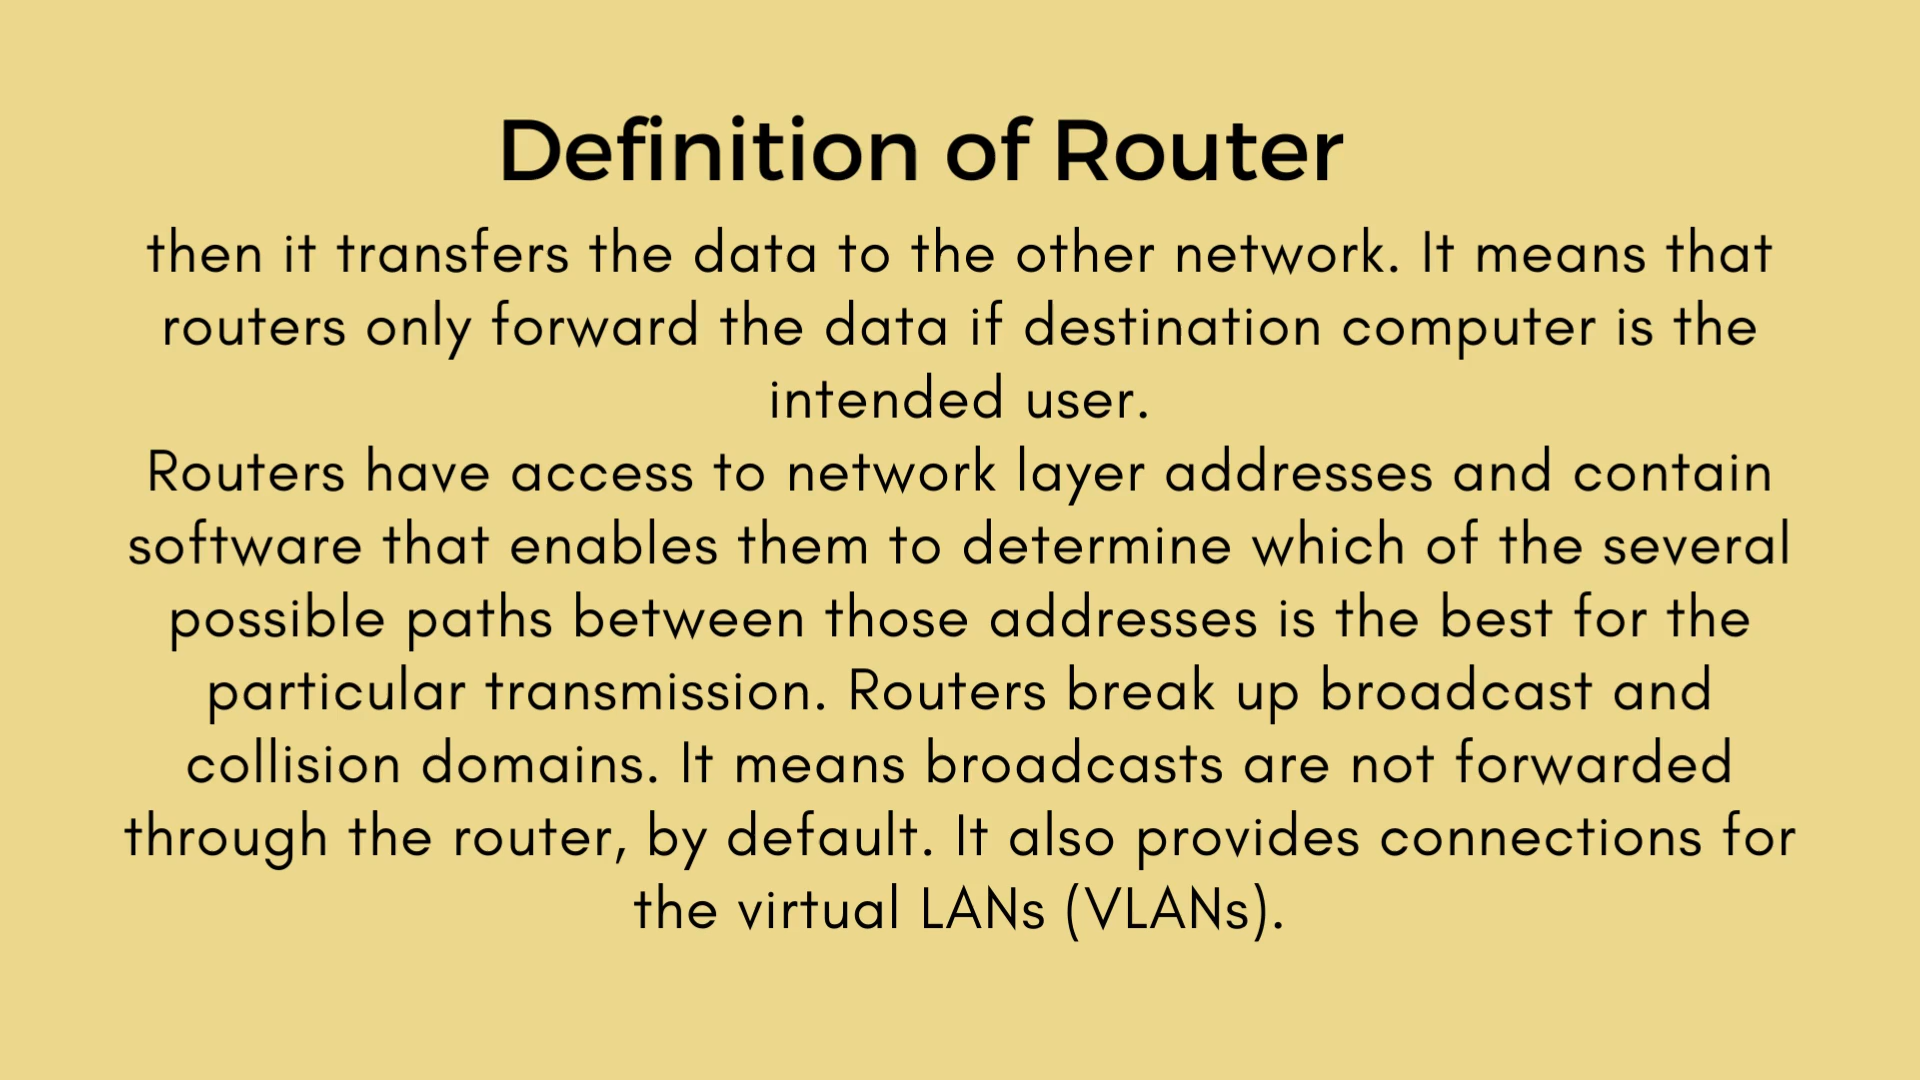 Definition of Router
then it transfers the data to the other network. It means that
routers only forward the data if destination computer is the
intended user.
Routers have access to network layer addresses and contain
software that enables them to determine which of the several
possible paths between those addresses is the best for the
particular transmission. Routers break up broadcast and
collision domains. It means broadcasts are not forwarded
through the router, by default. It also provides connections for
the virtual LANs (VLANs).